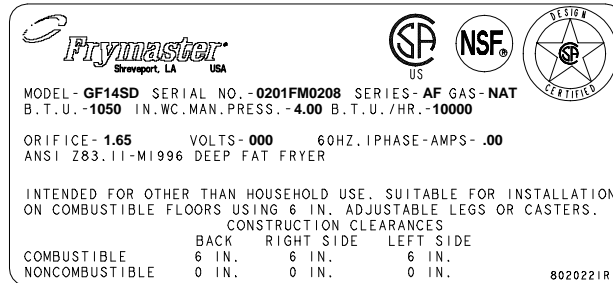 Frymaster
Shreveport, LA USA
SA
US
NSF®
DESIGN
SA
CERTIFIED
MODEL- GF14SD SERIAL NO.-0201FM0208 SERIES- AF GAS-NAT
B.T.U.-1050 IN.WC.MAN.PRESS.-4.00 B.T.U./HR.-10000
ORIFICE- 1.65 VOLTS-000 60HZ.1PHASE-AMPS- .00
ANSI Z83.11-M1996 DEEP FAT FRYER
INTENDED FOR OTHER THAN HOUSEHOLD USE. SUITABLE FOR INSTALLATION
ON COMBUSTIBLE FLOORS USING 6 IN. ADJUSTABLE LEGS OR CASTERS.
CONSTRUCTION CLEARANCES
BACK RIGHT SIDE LEFT SIDE
COMBUSTIBLE 6 IN. 6 IN. 6 IN.
NONCOMBUSTIBLE 0 IN. 0 IN. 0 IN.
8020221R